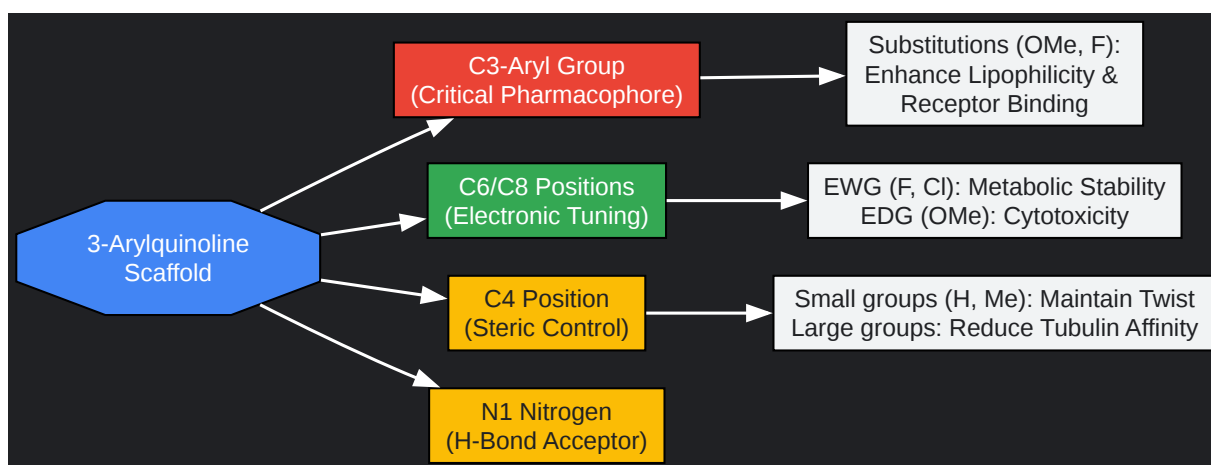 3-Arylquinoline
Scaffold
C3-Aryl Group
(Critical Pharmacophore)
Substitutions (OMe, F):
Enhance Lipophilicity &
Receptor Binding
C6/C8 Positions
(Electronic Tuning)
EWG (F, Cl): Metabolic Stability
EDG (OMe): Cytotoxicity
C4 Position
(Steric Control)
Small groups (H, Me): Maintain Twist
Large groups: Reduce Tubulin Affinity
N1 Nitrogen
(H-Bond Acceptor)